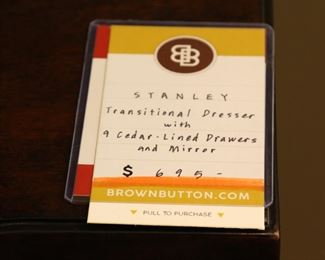 STANLEY
Transitional Dresser
with
9 Cedar-Lined Drawers
and Mirror
$ 695-
BROWNBUTTON.COM
PULL TO PURCHASE